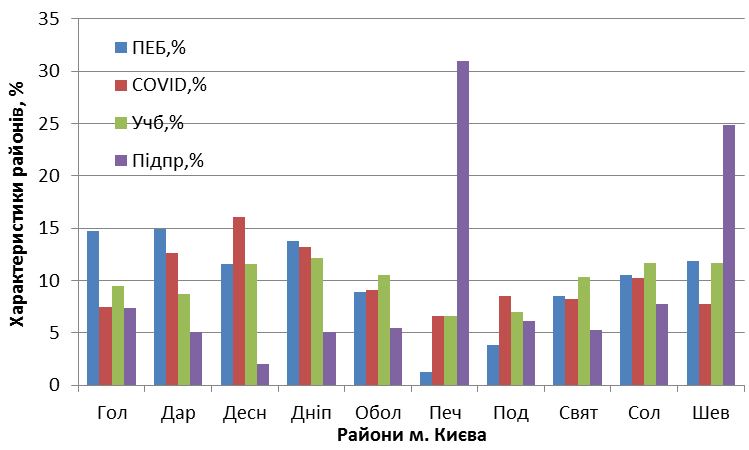 35
30
25
20
15
10
5
0
Характеристики районів, %
ПЕБ,%
COVID,%
Учб,%
Підпр,%
Гол Дар Десн Дніп Обол Печ Под Свят Сол Шев
Райони м. Києва